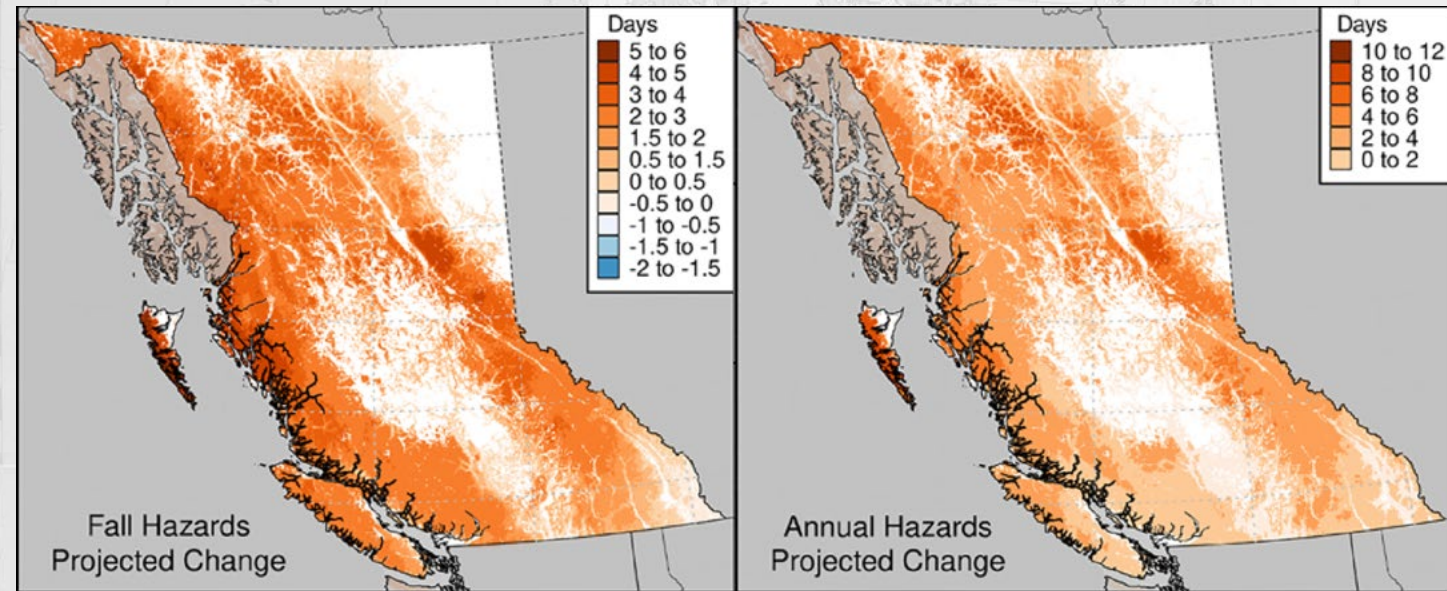 Days
5 to 6
4 to 5
3 to 4
2 to 3
1.5 to 2
0.5 to 1.5
0 to 0.5
-0.5 to 0
-1 to -0.5
-1.5 to -1
-2 to -1.5
Fall Hazards
Projected Change
Days
10 to 12
8 to 10
6 to 8
4 to 6
2 to 4
0 to 2
Annual Hazards
Projected Change